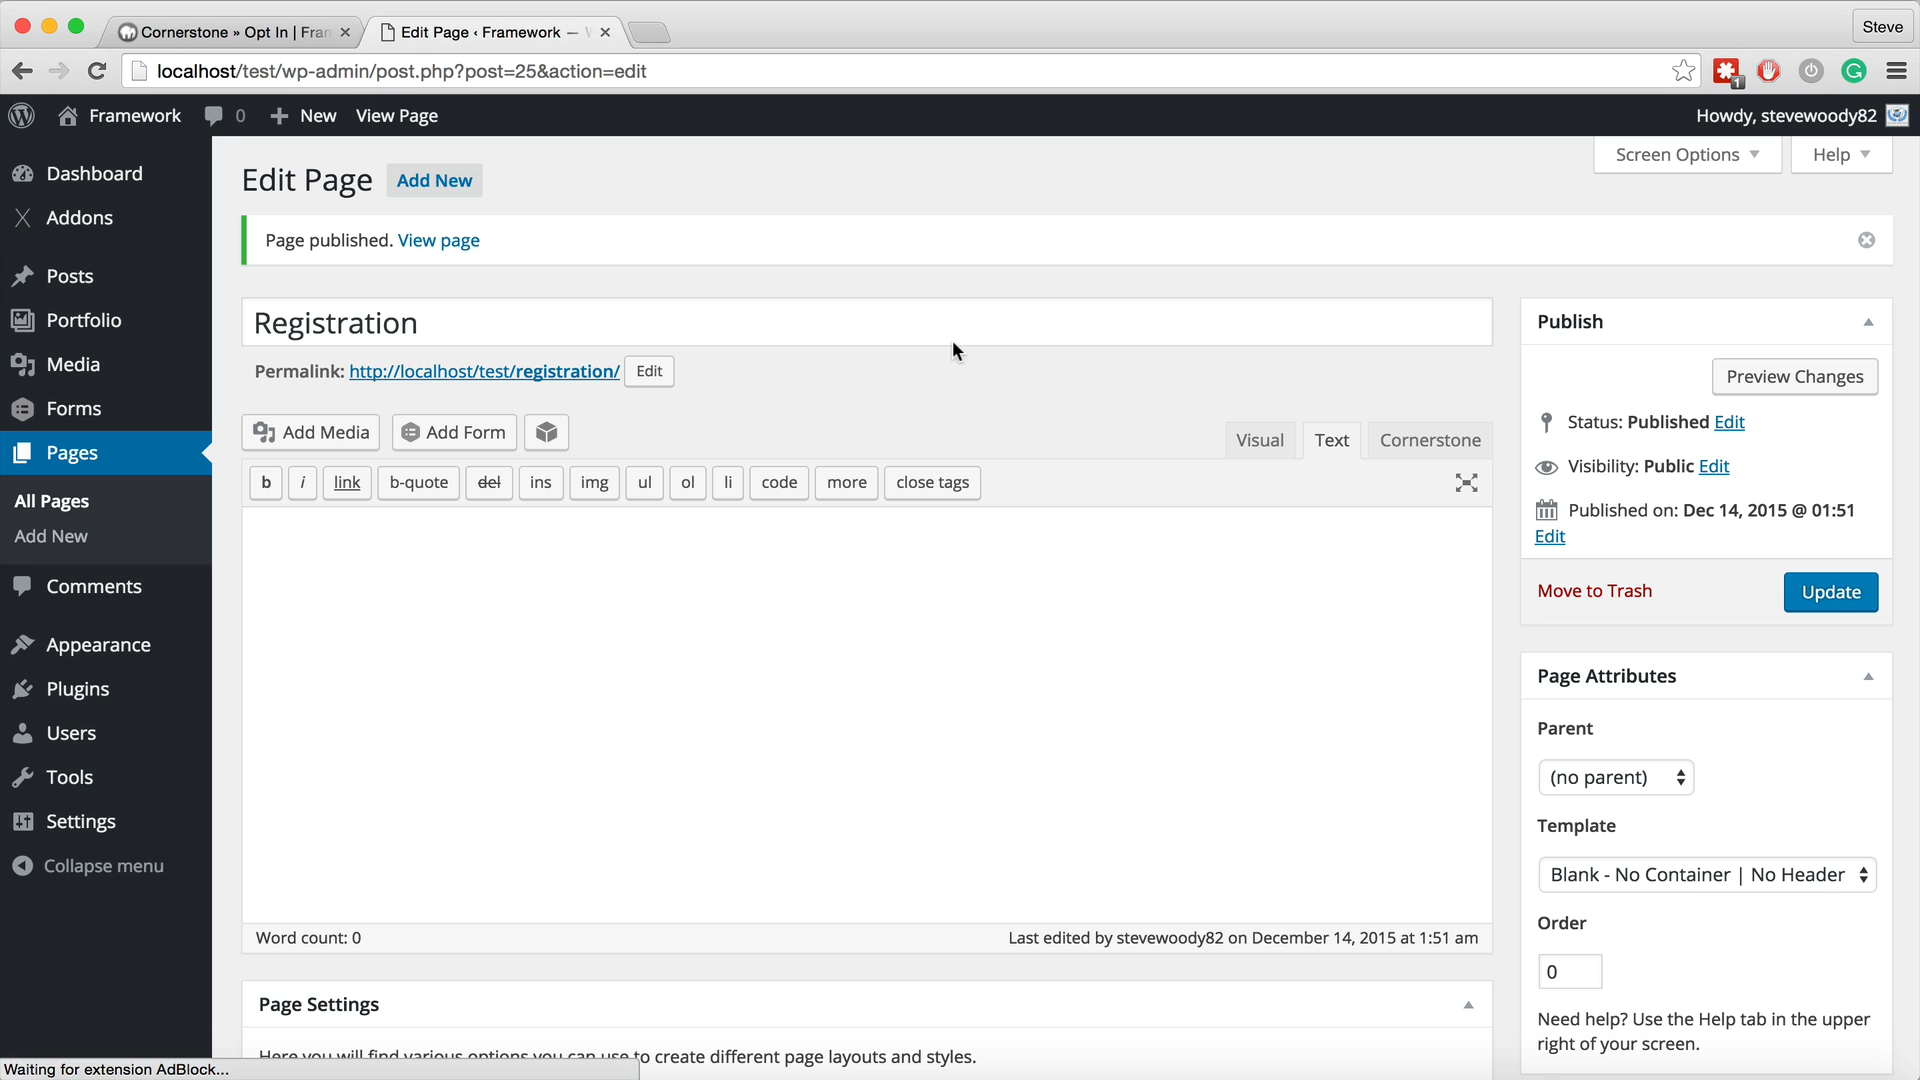 Cornerstone » Opt In | Fran
Edit Page ‹ Framework —
Steve
localhost/test/wp-admin/post.php?post=25&action=edit
1
Framework
0
New
View Page
Howdy, stevewoody82
Dashboard
Addons
Posts
Portfolio
Media
Forms
Pages
All Pages
Add New
Comments
Appearance
Plugins
Users
Tools
Settings
Collapse menu
Screen Options
Help
Edit Page
Add New
Page published. View page
Registration
Permalink: http://localhost/test/registration/
Edit
Add Media
Add Form
Visual
Text
Cornerstone
b
i
link
b-quote
del
ins
img
ul
ol
li
code
more
close tags
Word count: 0
Last edited by stevewoody82 on December 14, 2015 at 1:51 am
Page Settings
Here you will find various options you can use to create different page layouts and styles.
Publish
Preview Changes
Status: Published Edit
Visibility: Public Edit
Published on: Dec 14, 2015 @ 01:51
Edit
Move to Trash
Update
Page Attributes
Parent
(no parent)
Template
Blank - No Container | No Header
Order
0
Need help? Use the Help tab in the upper
right of your screen.
Waiting for extension AdBlock...